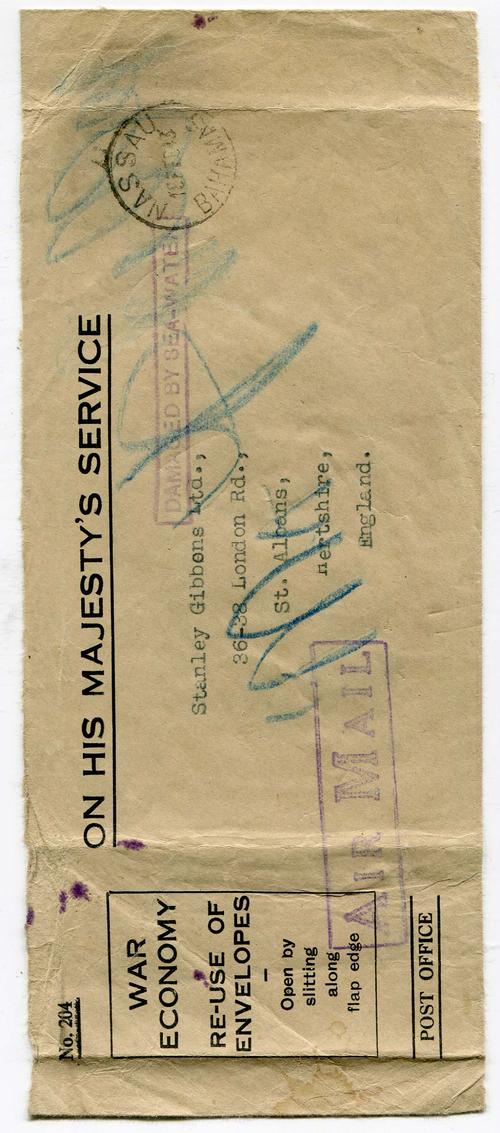 ON HIS MAJESTY'S SERVICE
NASSAU
BAHAMAS
DAMAGED BY SEA-WATER
Stanley Gibbons Ltd.,
36-38 London Rd.,
St. Albans,
Hertshire,
England.
AIR MAIL
No. 204
WAR
ECONOMY
RE-USE OF
ENVELOPES
–
Open by
slitting
along
flap edge
POST OFFICE